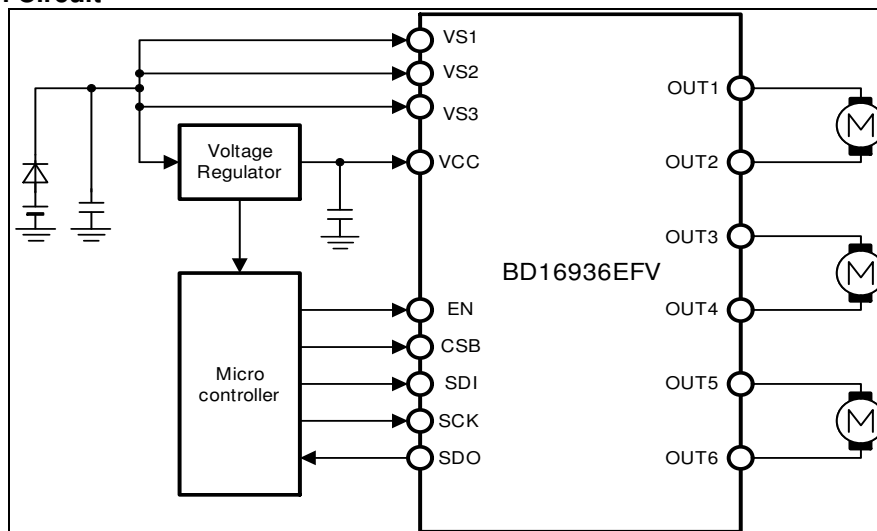 Circuit
VS1
VS2
VS3
VCC
Voltage
Regulator
Micro
controller
EN
CSB
SDI
SCK
SDO
BD16936EFV
OUT1
OUT2
OUT3
OUT4
OUT5
OUT6
M
M
M